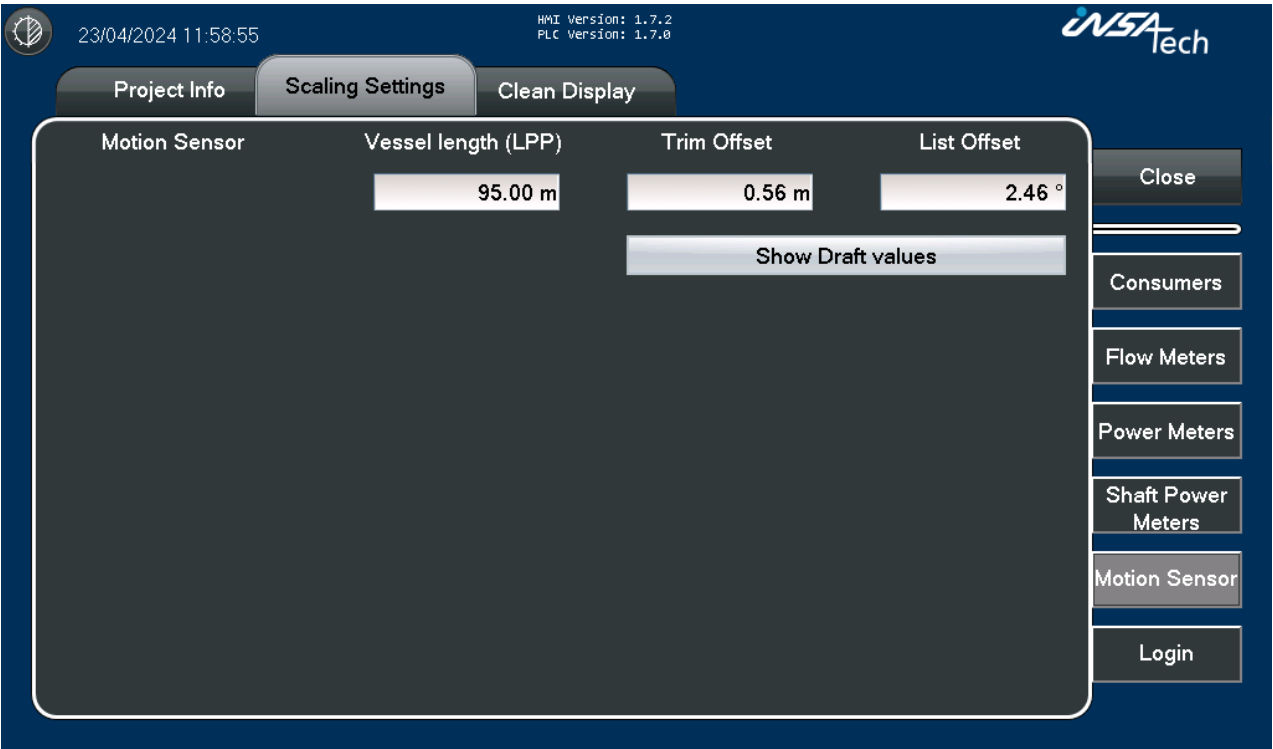 HMI Version: 1.7.2
23/04/2024 11:58:55
PLC Version: 1.7.0
iNSA Tech
Project Info
Scaling Settings
Clean Display
Motion Sensor
Vessel length (LPP)
Trim Offset
List Offset
Close
95.00 m
0.56 m
2.46 °
Show Draft values
Consumers
Flow Meters
Power Meters
Shaft Power
Meters
Motion Sensor
Login